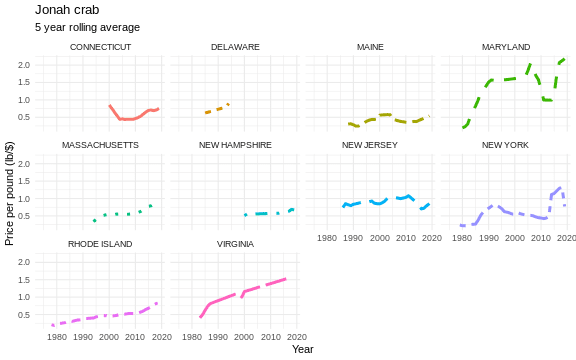 Jonah crab
5 year rolling average
CONNECTICUT DELAWARE MAINE MARYLAND
2.0
1.5
1.0
0.5
MASSACHUSETTS NEW HAMPSHIRE NEW JERSEY NEW YORK
2.0
1.5
1.0
0.5
1980 1990 2000 2010 2020 1980 1990 2000 2010 2020
RHODE ISLAND VIRGINIA
2.0
1.5
1.0
0.5
1980 1990 2000 2010 2020 1980 1990 2000 2010 2020
Year
Price per pound (lb/$)